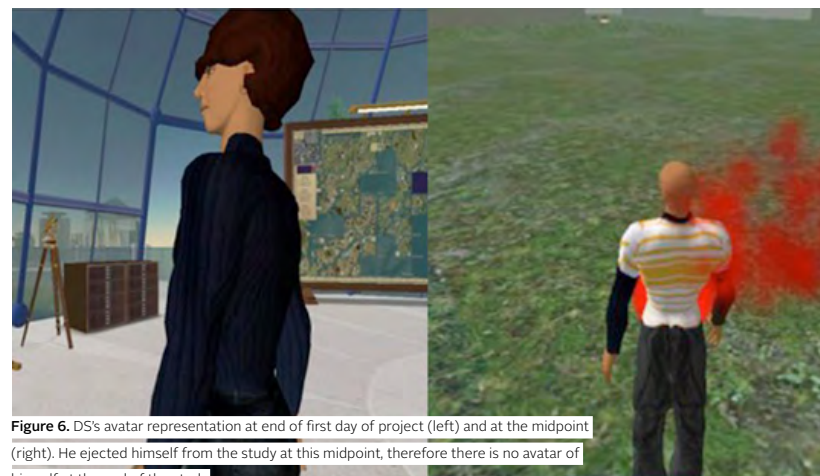 Figure 6. DS's avatar representation at end of first day of project (left) and at the midpoint
(right). He ejected himself from the study at this midpoint, therefore there is no avatar of